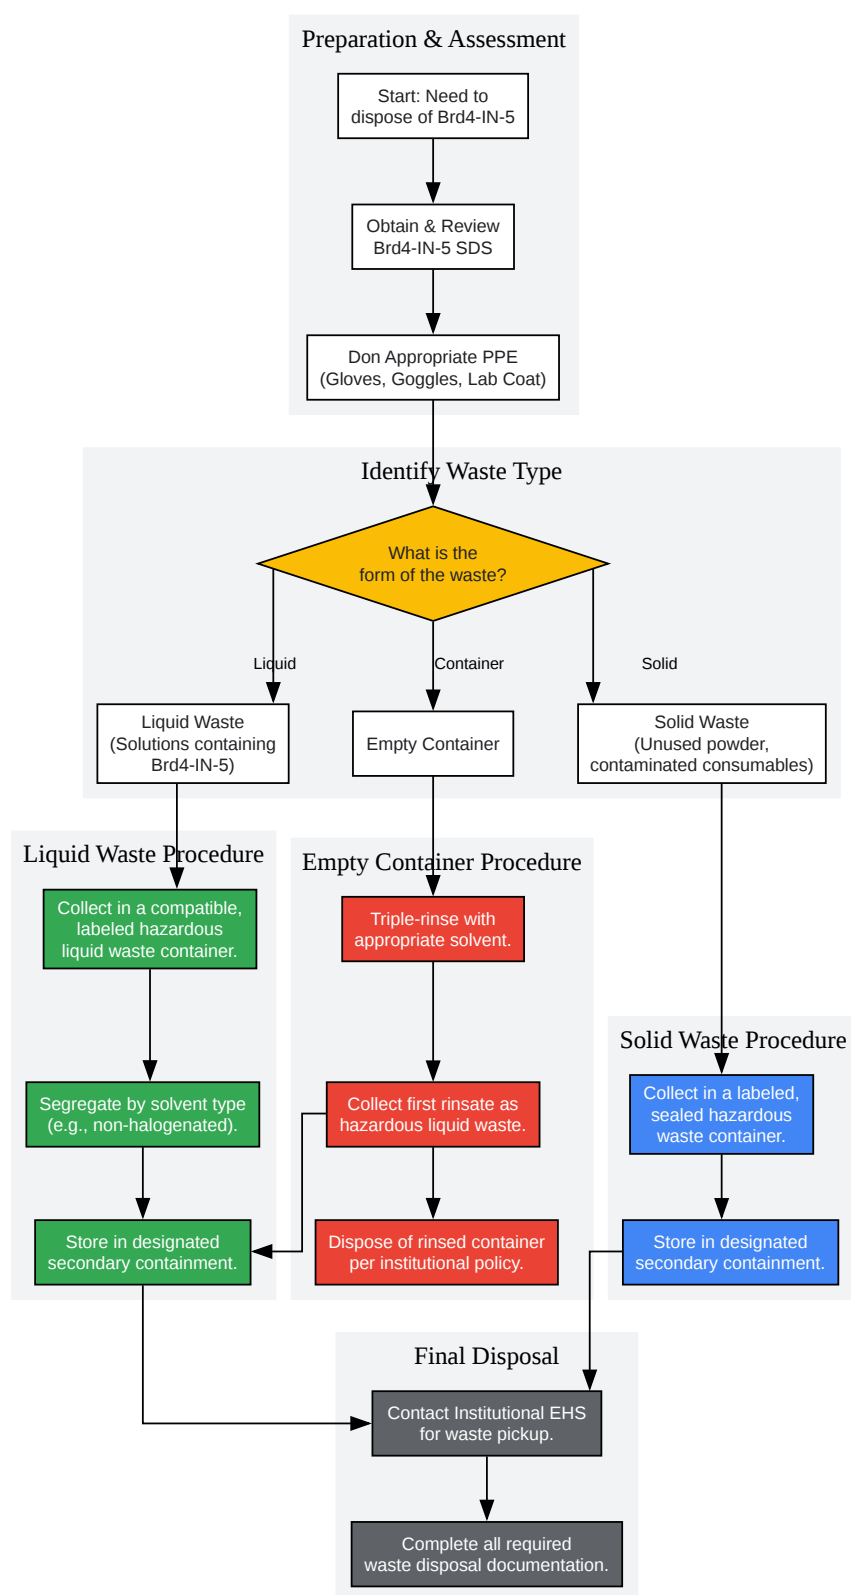 Preparation & Assessment
Start: Need to
dispose of Brd4-IN-5
Obtain & Review
Brd4-IN-5 SDS
Don Appropriate PPE
(Gloves, Goggles, Lab Coat)
Identify Waste Type
What is the
form of the waste?
Liquid
Container
Solid
Liquid Waste
(Solutions containing
Brd4-IN-5)
Empty Container
Solid Waste
(Unused powder,
contaminated consumables)
Liquid Waste Procedure
Collect in a compatible,
labeled hazardous
liquid waste container.
Segregate by solvent type
(e.g., non-halogenated).
Store in designated
secondary containment.
Empty Container Procedure
Triple-rinse with
appropriate solvent.
Collect first rinsate as
hazardous liquid waste.
Dispose of rinsed container
per institutional policy.
Solid Waste Procedure
Collect in a labeled,
sealed hazardous
waste container.
Store in designated
secondary containment.
Final Disposal
Contact Institutional EHS
for waste pickup.
Complete all required
waste disposal documentation.